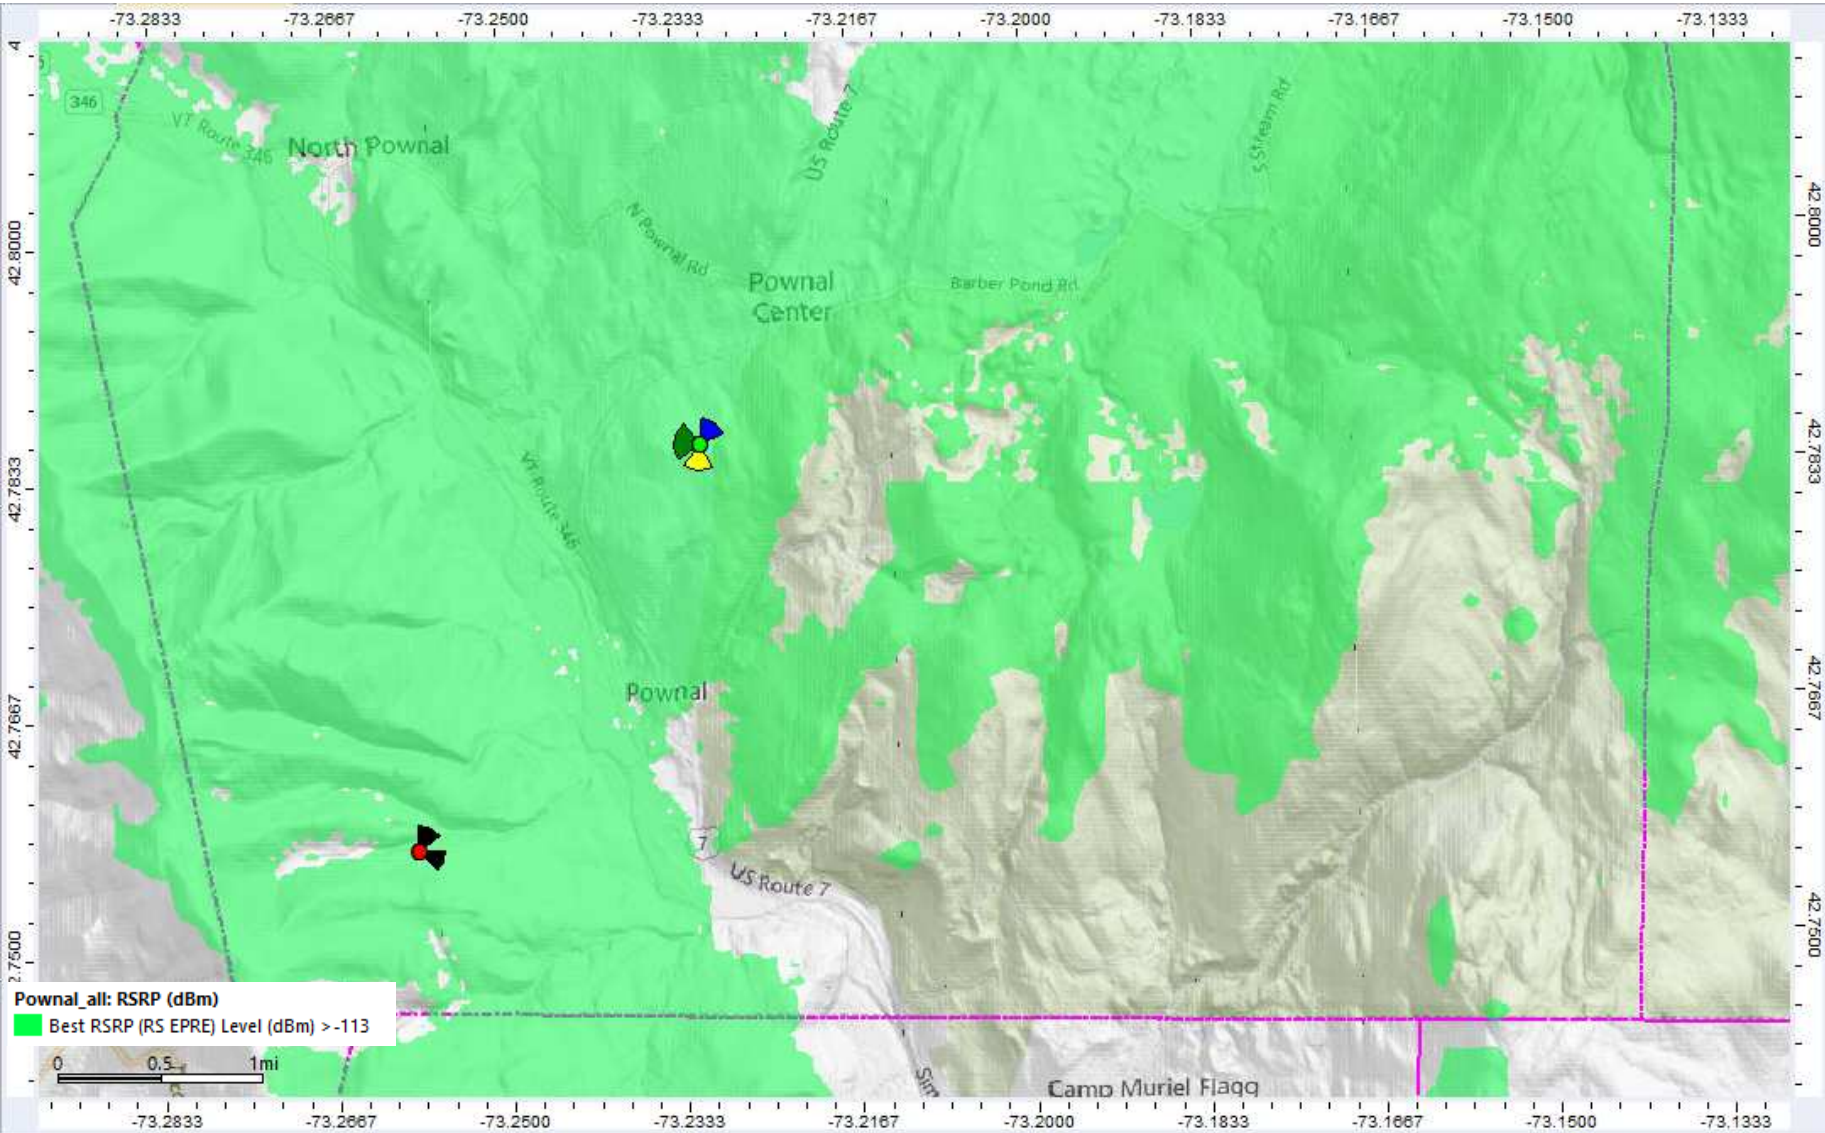 -73.2833 -73.2667 -73.2500 -73.2333 -73.2167 -73.2000 -73.1833 -73.1667 -73.1500 -73.1333
4
346
VT Route 346
North Pownal
US Route 7
S Stream Rd
42.8000
42.8000
N Pownal Rd
Pownal
Center
Barber Pond Rd
42.7833
42.7833
VT Route 346
42.7667
42.7667
Pownal
7
US Route 7
2.7500
42.7500
Pownal_all: RSRP (dBm)
Best RSRP (RS EPRE) Level (dBm) >-113
0 0.5 1mi
Sim
Camp Muriel Flagg
-73.2833 -73.2667 -73.2500 -73.2333 -73.2167 -73.2000 -73.1833 -73.1667 -73.1500 -73.1333